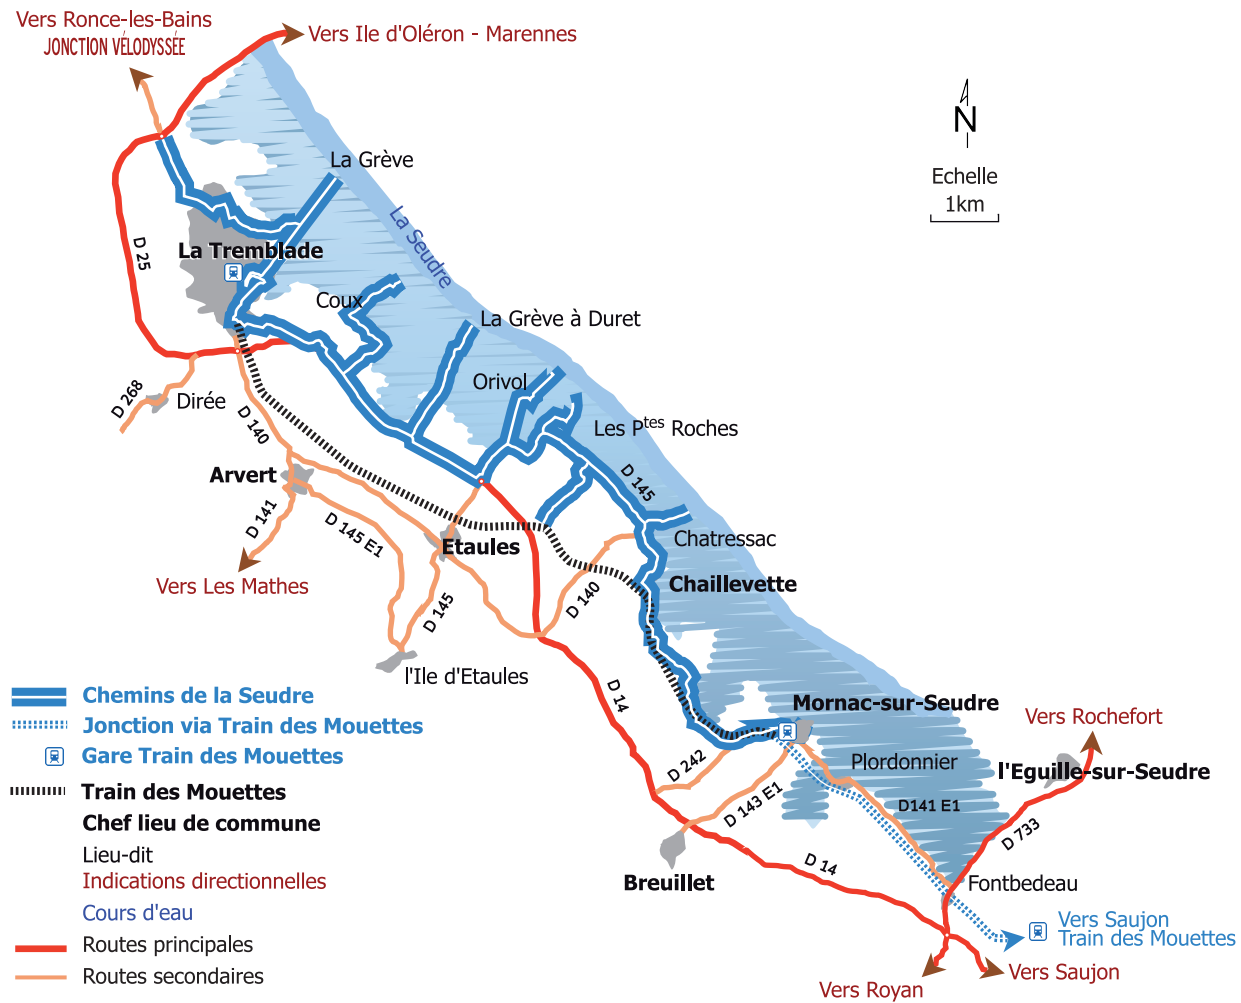 Vers Ronce-les-Bains
JONCTION VÉLODYSSÉE
Vers Ile d'Oléron - Marennes
N
Echelle
1km
La Grève
La Seudre
La Tremblade
D 25
Coux
La Grève à Duret
Orivol
Les Ptes Roches
D 268
Dirée
D 140
Arvert
D 141
D 145 E1
D 145
Etaules
Chatressac
Vers Les Mathes
Chaillevette
D 140
D 145
l'Ile d'Etaules
D 14
Mornac-sur-Seudre
Vers Rochefort
D 242
Plordonnier
l'Eguille-sur-Seudre
D 143 E1
D141 E1
D 733
D 14
Breuillet
Fontbedeau
Vers Saujon
Train des Mouettes
Vers Saujon
Vers Royan
Chemins de la Seudre
Jonction via Train des Mouettes
Gare Train des Mouettes
Train des Mouettes
Chef lieu de commune
Lieu-dit
Indications directionnelles
Cours d'eau
Routes principales
Routes secondaires